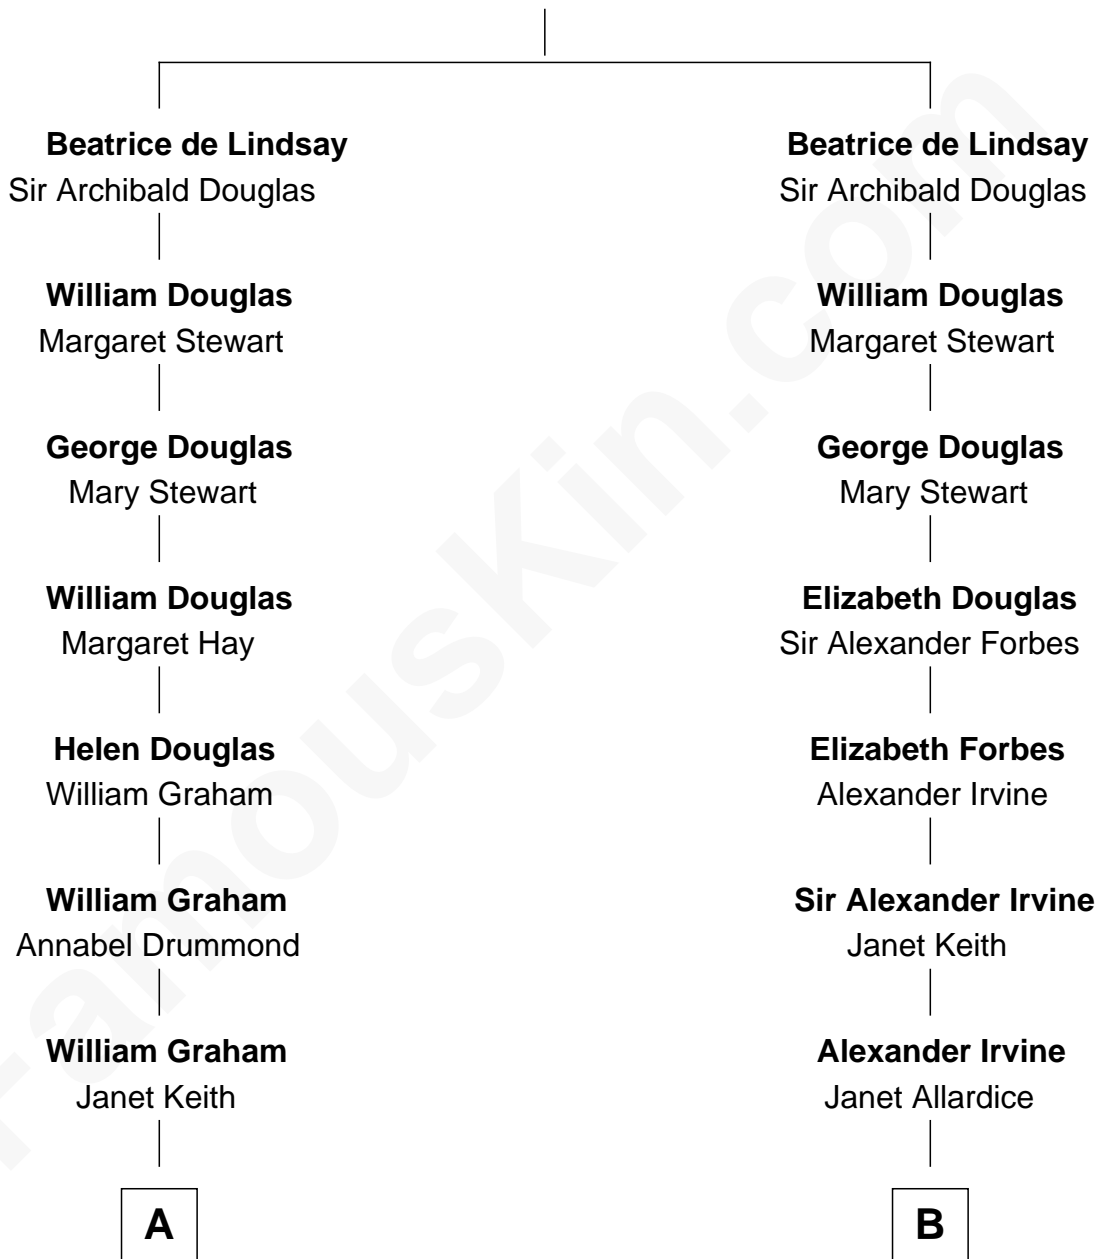 Beatrice de Lindsay
Sir Archibald Douglas
William Douglas
Margaret Stewart
George Douglas
Mary Stewart
William Douglas
Margaret Hay
Helen Douglas
William Graham
William Graham
Annabel Drummond
William Graham
Janet Keith
A
Beatrice de Lindsay
Sir Archibald Douglas
William Douglas
Margaret Stewart
George Douglas
Mary Stewart
Elizabeth Douglas
Sir Alexander Forbes
Elizabeth Forbes
Alexander Irvine
Sir Alexander Irvine
Janet Keith
Alexander Irvine
Janet Allardice
B
FamousKin.com